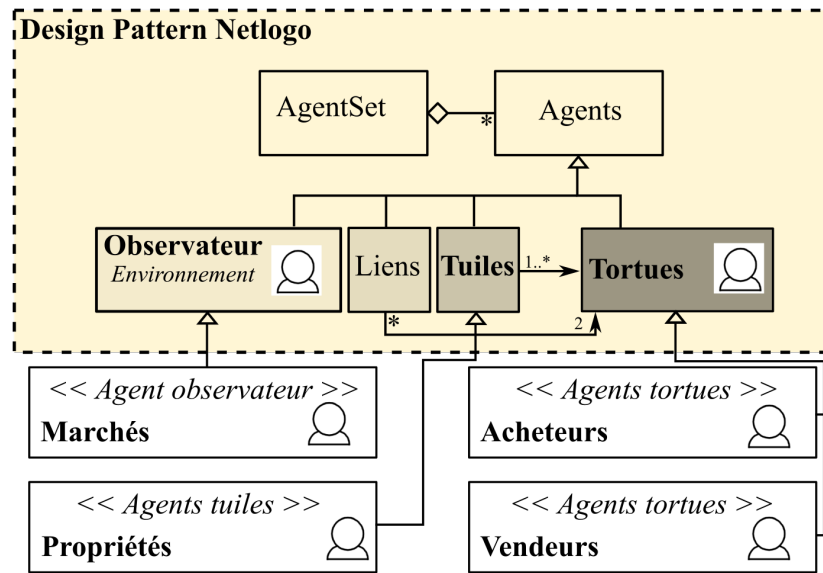 Design Pattern Netlogo
AgentSet
*
Agents
Observateur
Environnement
Liens
Tuiles
1..*
Tortues
*
2
<< Agent observateur >>
Marchés
<< Agents tortues >>
Acheteurs
<< Agents tuiles >>
Propriétés
<< Agents tortues >>
Vendeurs